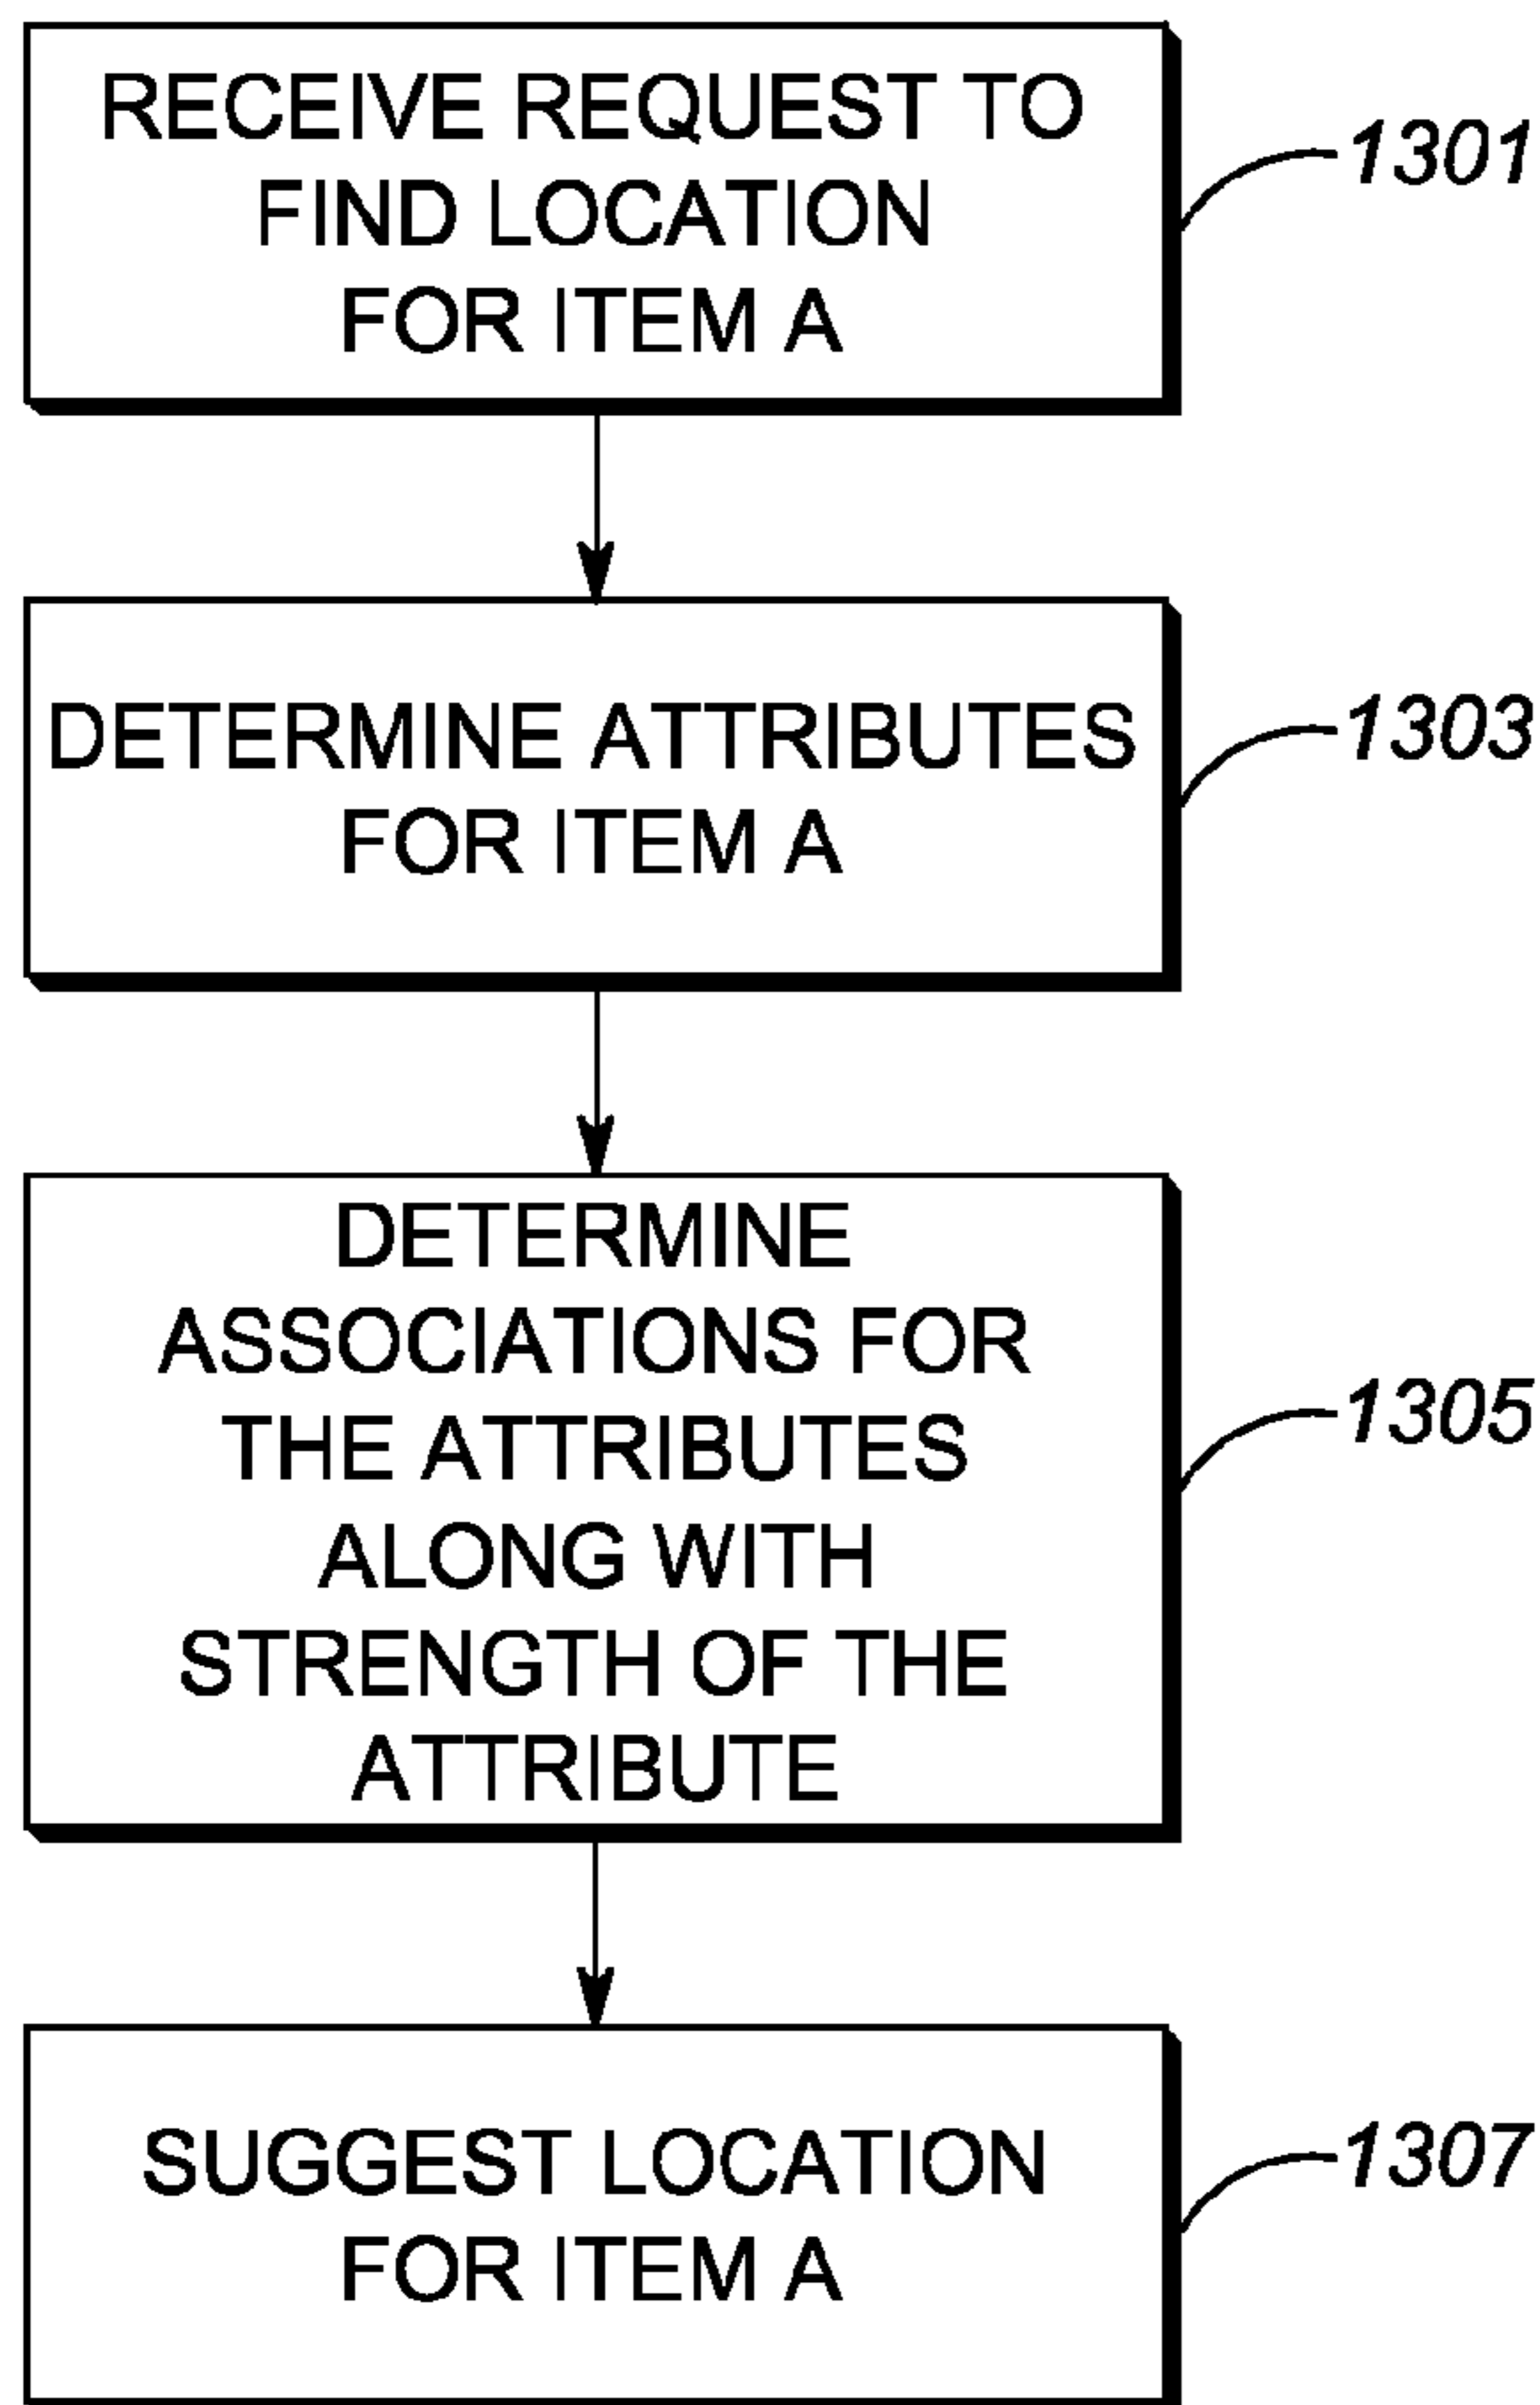 RECEIVE REQUEST TO
FIND LOCATION
FOR ITEM A
1301
DETERMINE ATTRIBUTES
FOR ITEM A
1303
DETERMINE
ASSOCIATIONS FOR
THE ATTRIBUTES
ALONG WITH
STRENGTH OF THE
ATTRIBUTE
1305
SUGGEST LOCATION
FOR ITEM A
1307